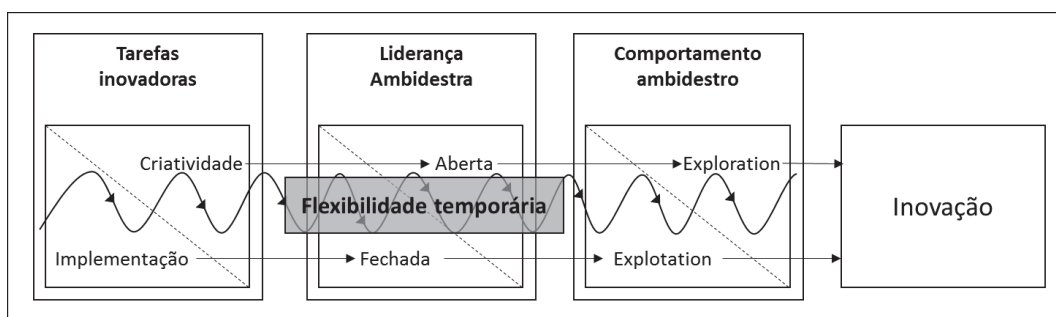 Tarefas
inovadoras
Liderança
Ambidestra
Comportamento
ambidestro
Criatividade
Aberta
Exploration
Flexibilidade temporária
Inovação
Implementação
Fechada
Explotation